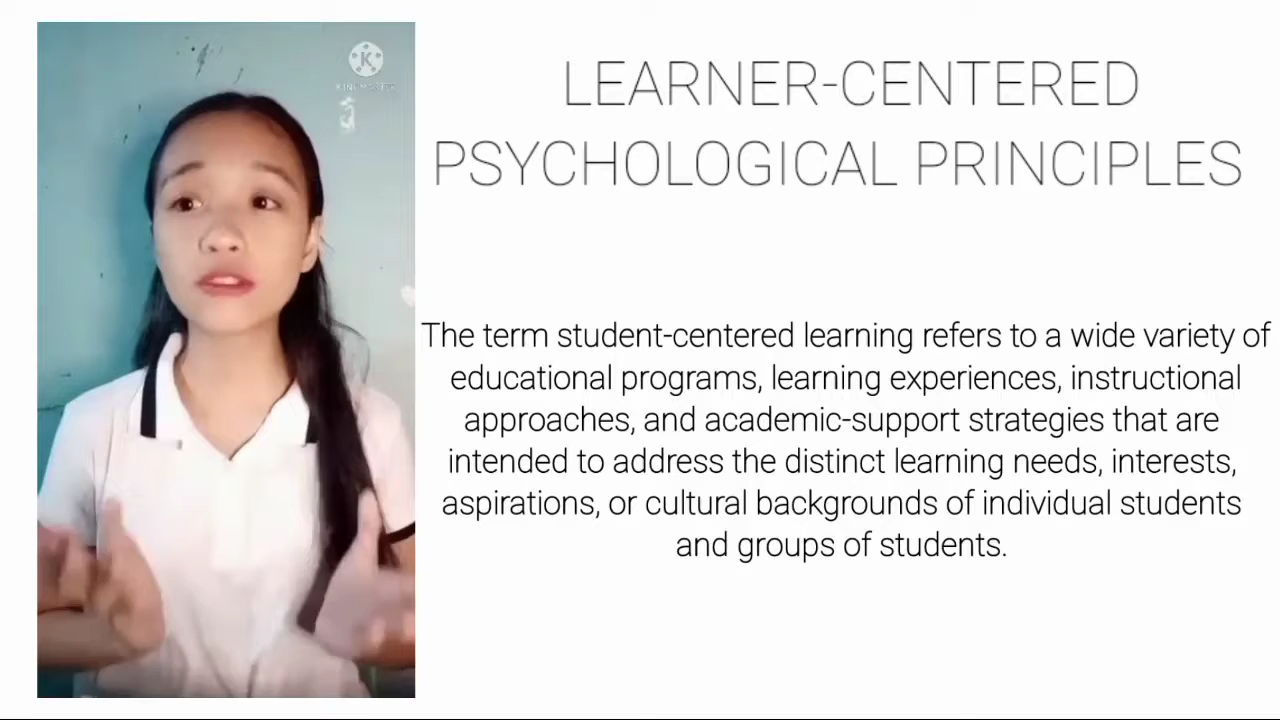 K
KINEMASTER
LEARNER-CENTERED
PSYCHOLOGICAL PRINCIPLES
The term student-centered learning refers to a wide variety of
educational programs, learning experiences, instructional
approaches, and academic-support strategies that are
intended to address the distinct learning needs, interests,
aspirations, or cultural backgrounds of individual students
and groups of students.